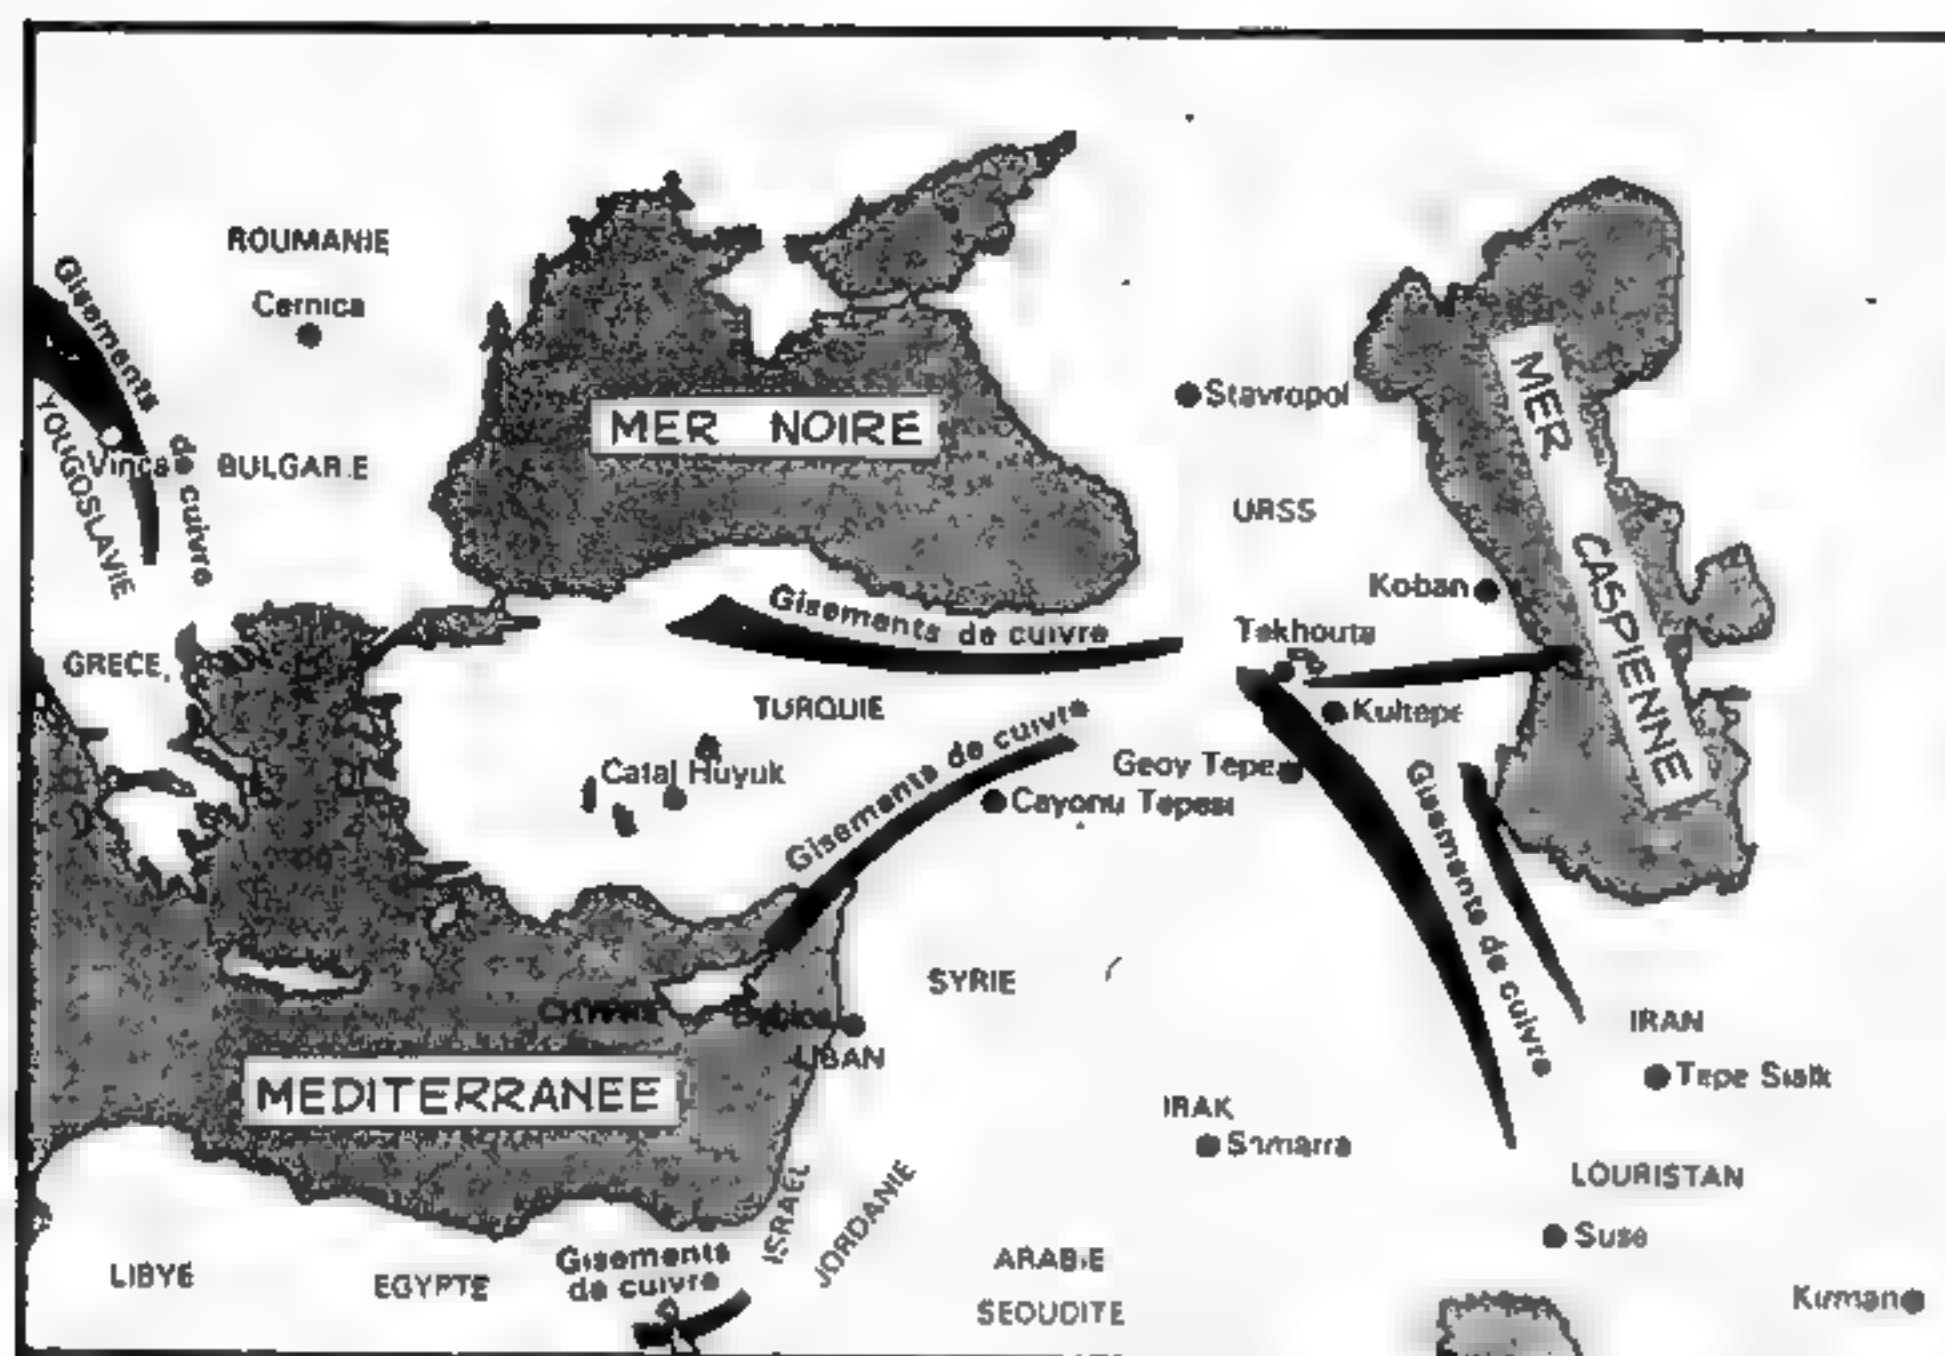 ROUMANIE
Cernica
Gisements de cuivre
YOUGOSLAVIE
Vinca
BULGARIE
MER NOIRE
Stavropol
MER CASPIENNE
URSS
Koban
Gisements de cuivre
Tekhouta
GRECE
TURQUIE
Kultepe
Gisements de cuivre
Catal Huyuk
Geoy Tepe
Cayonu Tepesi
Gisements de cuivre
SYRIE
CHYPRE
Byblos
LIBAN
IRAN
Tepe Sialk
MEDITERRANEE
IRAK
Samarra
LOURISTAN
ISRAEL
JORDANIE
Suse
LIBYE
EGYPTE
Gisements
de cuivre
ARABIE
SEOUDITE
Kirman